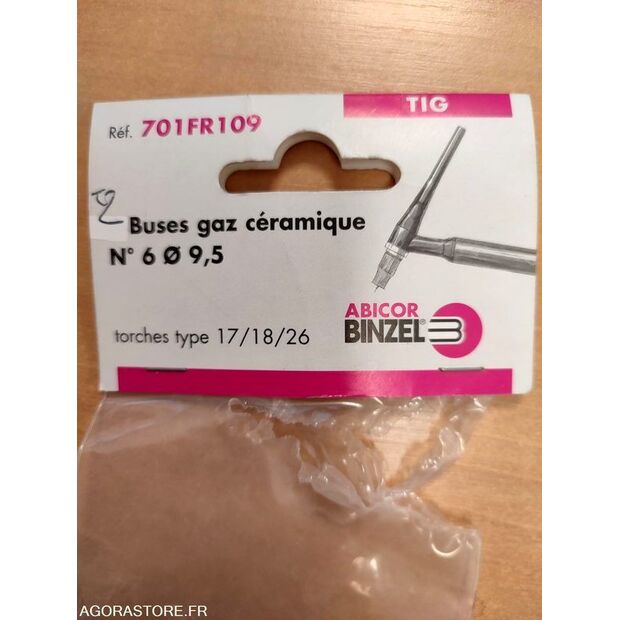 TIG
Réf. 701FR109
Buses gaz céramique
N° 6 Ø 9,5
torches type 17/18/26
ABICOR
BINZEL®
AGORASTORE.FR